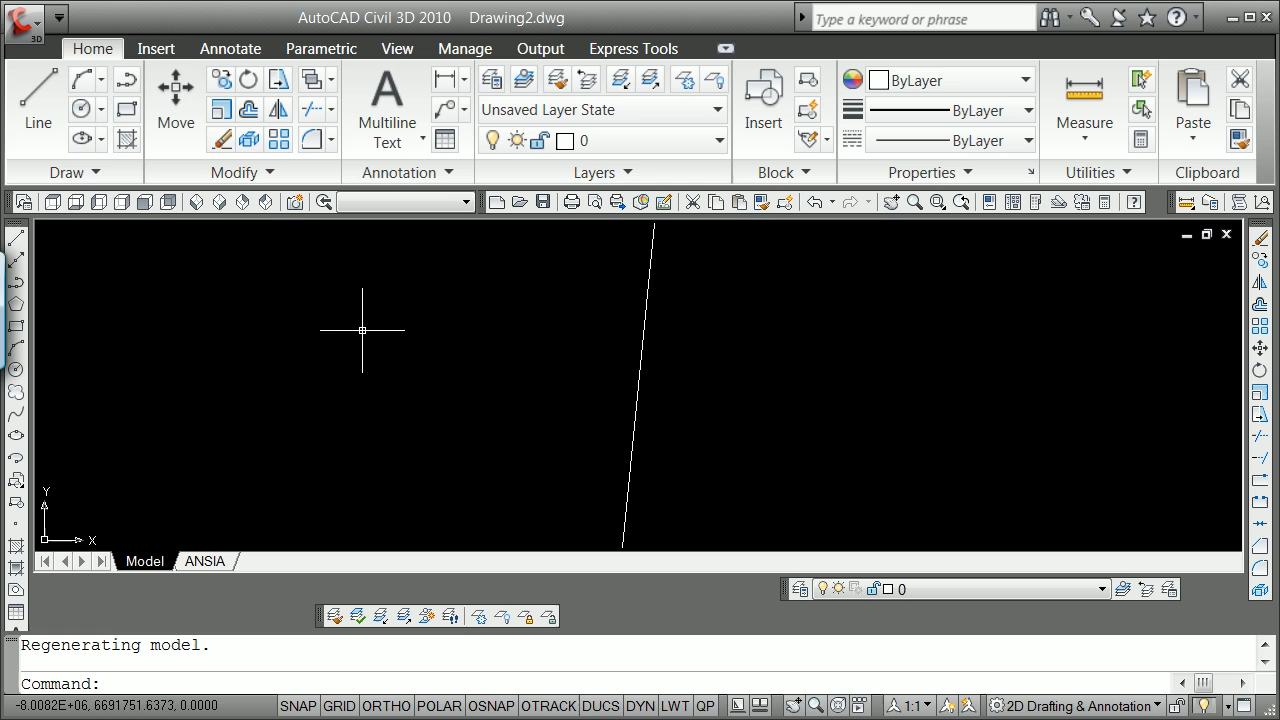 AutoCAD Civil 3D 2010 Drawing2.dwg
Type a keyword or phrase
3D
Home Insert Annotate Parametric View Manage Output Express Tools
Line
Move
A
Multiline
Text
Unsaved Layer State
0
Insert
ByLayer
ByLayer
ByLayer
Measure
Paste
Draw Modify Annotation Layers Block Properties Utilities Clipboard
Y
X
Model ANSIA
0
Regenerating model.
Command:
-8.0082E+06, 6691751.6373, 0.0000
SNAP GRID ORTHO POLAR OSNAP OTRACK DUCS DYN LWT QP
1:1
2D Drafting & Annotation